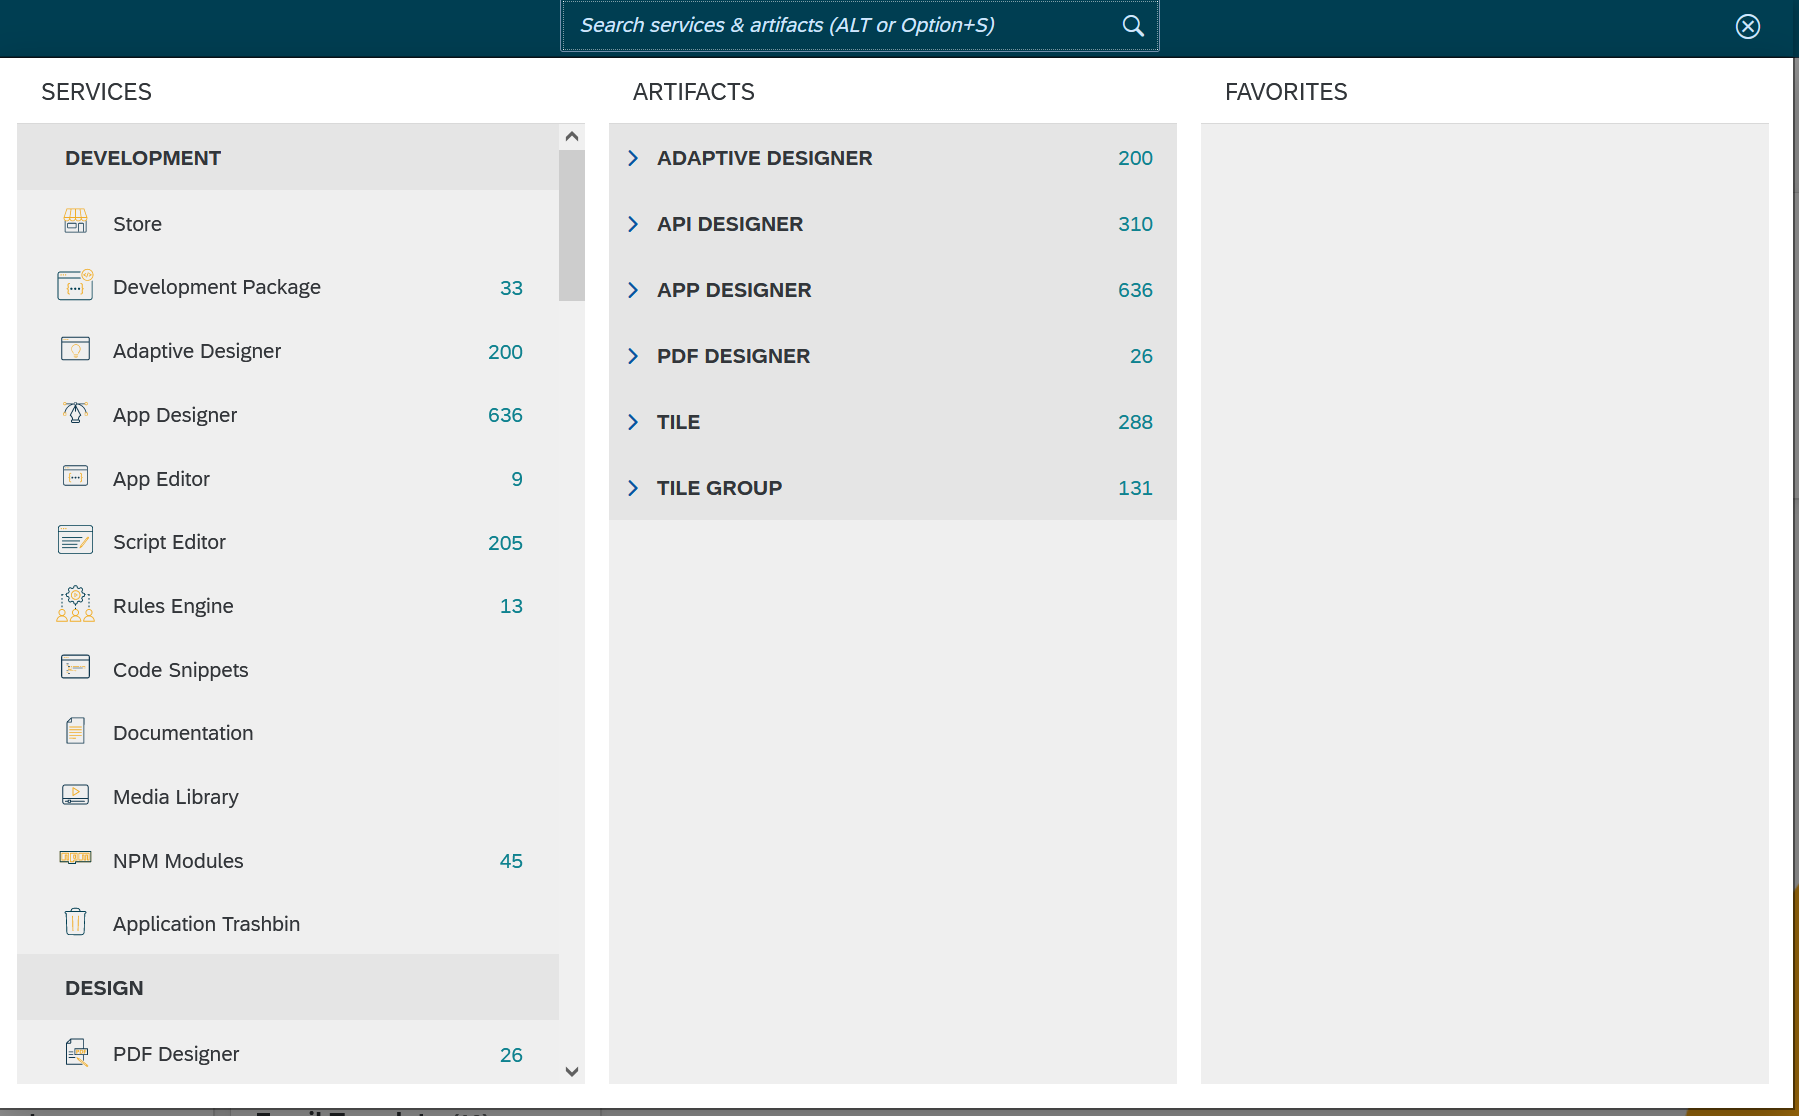 Search services & artifacts (ALT or Option+S)
SERVICES
DEVELOPMENT
Store
Development Package 33
Adaptive Designer 200
App Designer 636
App Editor 9
Script Editor 205
Rules Engine 13
Code Snippets
Documentation
Media Library
NPM Modules 45
Application Trashbin
DESIGN
PDF Designer 26
ARTIFACTS
ADAPTIVE DESIGNER 200
API DESIGNER 310
APP DESIGNER 636
PDF DESIGNER 26
TILE 288
TILE GROUP 131
FAVORITES